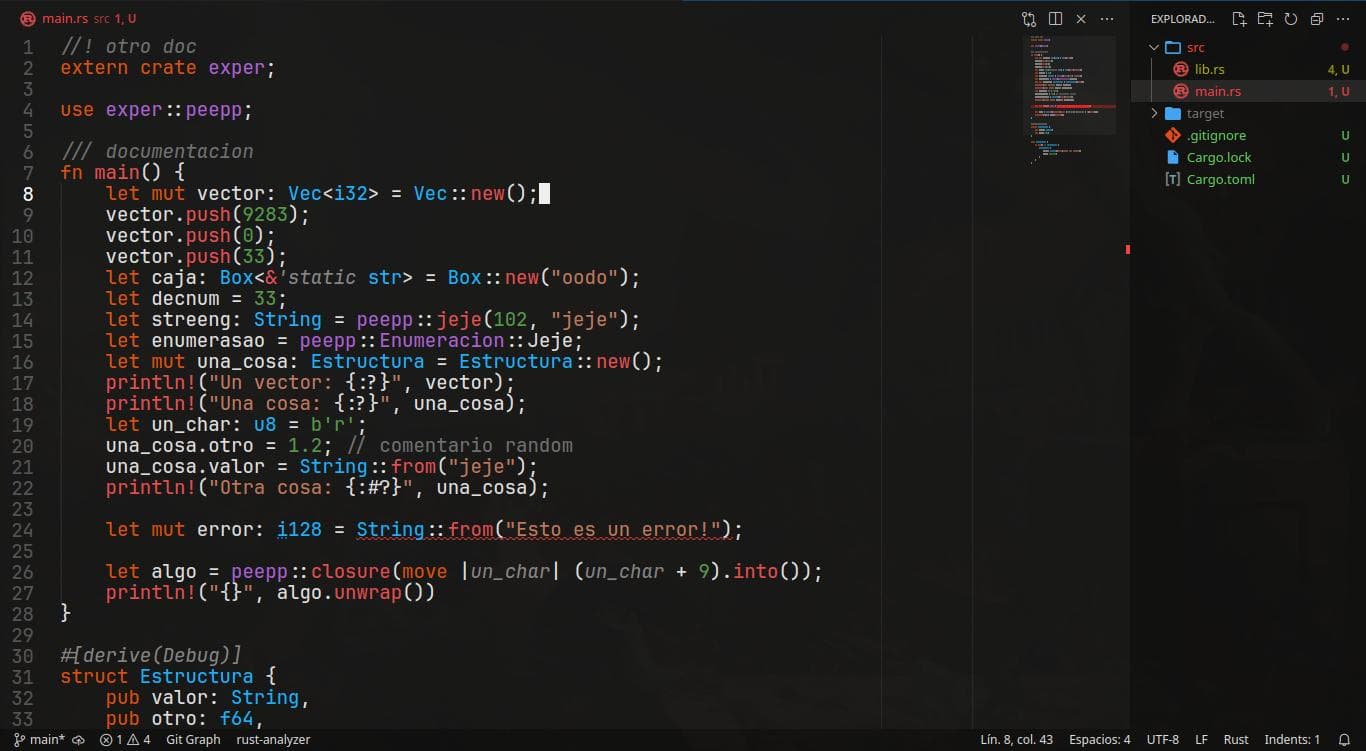 main.rs src 1, U
EXPLORAD...
1 //! otro doc
2 extern crate exper;
3
4 use exper::peepp;
5
6 /// documentacion
7 fn main() {
8 let mut vector: Vec<i32> = Vec::new();
9 vector.push(9283);
10 vector.push(0);
11 vector.push(33);
12 let caja: Box<&'static str> = Box::new("oodo");
13 let decnum = 33;
14 let streeng: String = peepp::jeje(102, "jeje");
15 let enumerasao = peepp::Enumeracion::Jeje;
16 let mut una_cosa: Estructura = Estructura::new();
17 println!("Un vector: {:?}", vector);
18 println!("Una cosa: {:?}", una_cosa);
19 let un_char: u8 = b'r';
20 una_cosa.otro = 1.2; // comentario random
21 una_cosa.valor = String::from("jeje");
22 println!("Otra cosa: {:#?}", una_cosa);
23
24 let mut error: i128 = String::from("Esto es un error!");
25
26 let algo = peepp::closure(move |un_char| (un_char + 9).into());
27 println!("{}", algo.unwrap())
28 }
29
30 #[derive(Debug)]
31 struct Estructura {
32 pub valor: String,
33 pub otro: f64,
src
lib.rs 4, U
main.rs 1, U
target
.gitignore U
Cargo.lock U
Cargo.toml U
main* 1 4 Git Graph rust-analyzer Lín. 8, col. 43 Espacios: 4 UTF-8 LF Rust Indents: 1